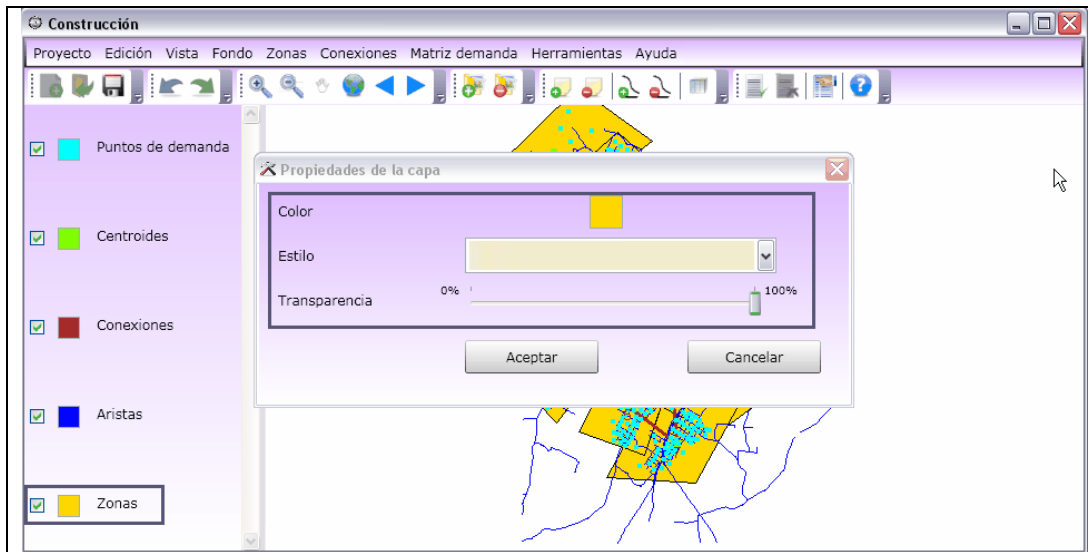 Construcción
Proyecto Edición Vista Fondo Zonas Conexiones Matriz demanda Herramientas Ayuda
Puntos de demanda
Centroides
Conexiones
Aristas
Zonas
Propiedades de la capa
Color
Estilo
Transparencia
0%
100%
Aceptar
Cancelar